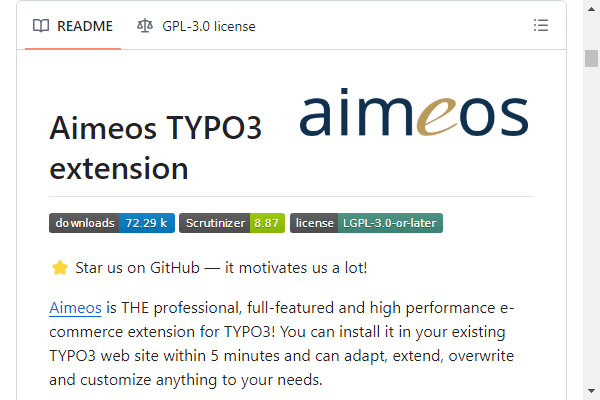 README GPL-3.0 license
aimeos
Aimeos TYPO3
extension
downloads 72.29 k Scrutinizer 8.87 license LGPL-3.0-or-later
Star us on GitHub — it motivates us a lot!
Aimeos is THE professional, full-featured and high performance e-
commerce extension for TYPO3! You can install it in your existing
TYPO3 web site within 5 minutes and can adapt, extend, overwrite
and customize anything to your needs.